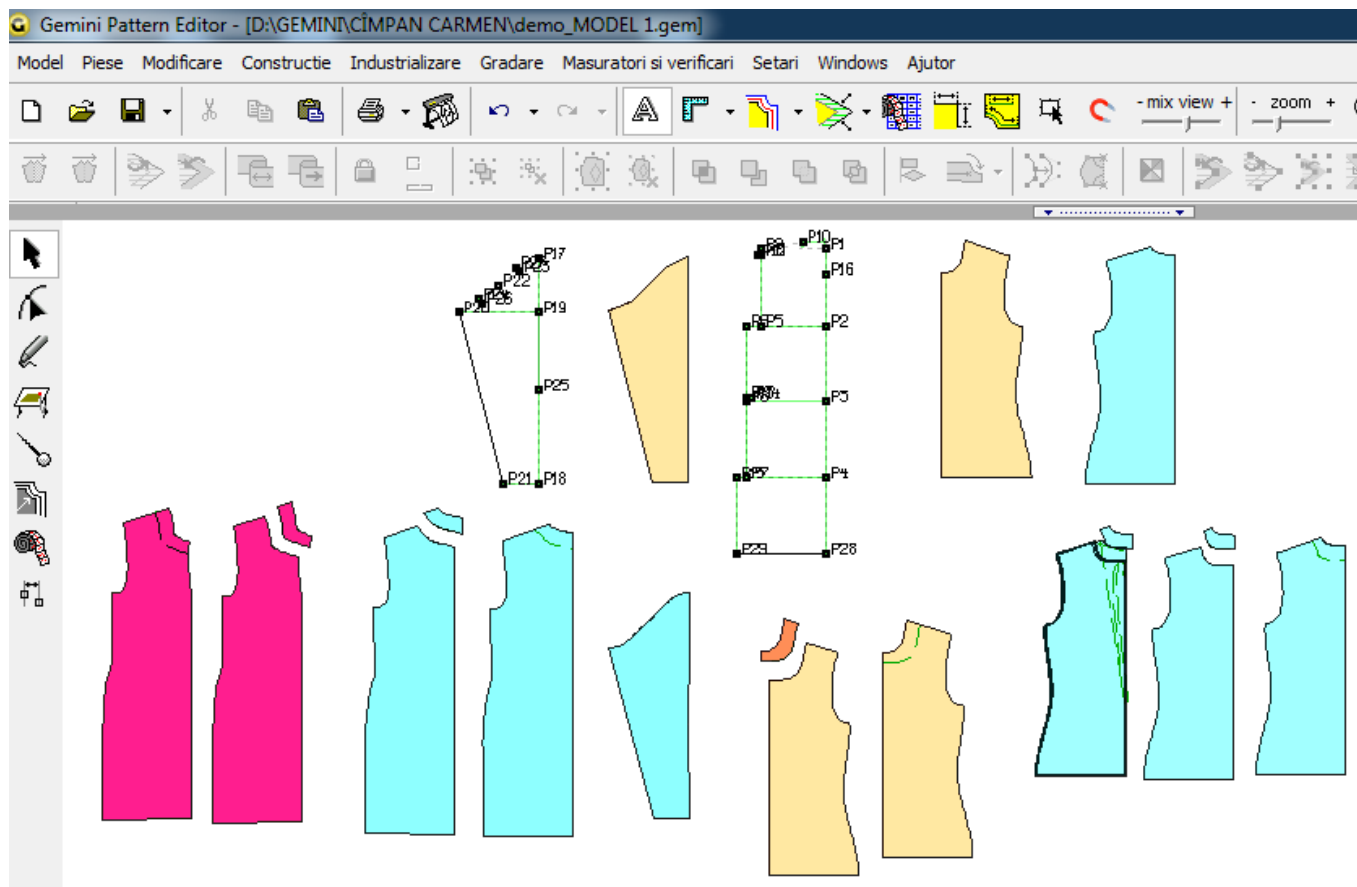 Gemini Pattern Editor - [D:\GEMINI\CÎMPAN CARMEN\demo_MODEL 1.gem]
Model Piese Modificare Constructie Industrializare Gradare Masuratori si verificari Setari Windows Ajutor
- mix view + - zoom +
P10
P1
P17
P16
P22
P19
P2
P25
P3
P4
P21 P18
P29 P28